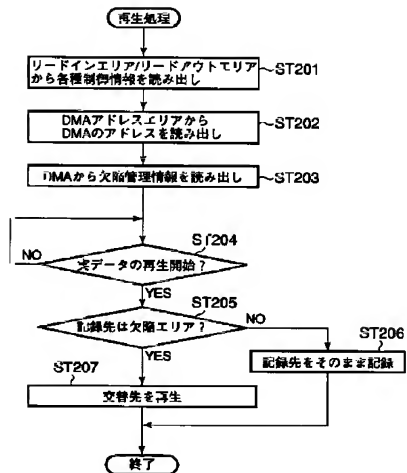 再生処理
リードインエリア/リードアウトエリア
から各種制御情報を読み出し
ST201
DMAアドレスエリアから
DMAのアドレスを読み出し
ST202
DMAから欠陥管理情報を読み出し
ST203
ST204
NO
実データの再生開始?
YES
ST205
記録先は欠陥エリア?
NO
YES
ST206
記録先をそのまま記録
ST207
交替先を再生
終了